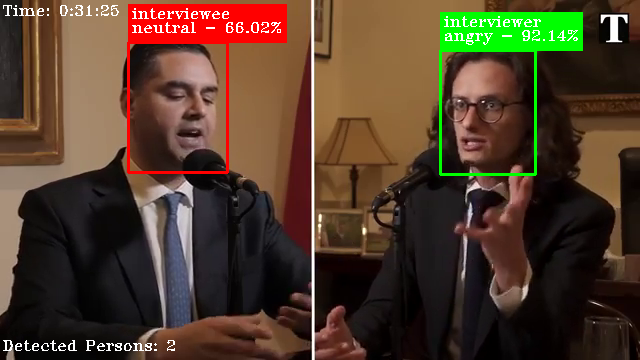 Time: 0:31:25
interviewee
neutral - 66.02%
interviewer
angry - 92.14%
T
Detected Persons: 2